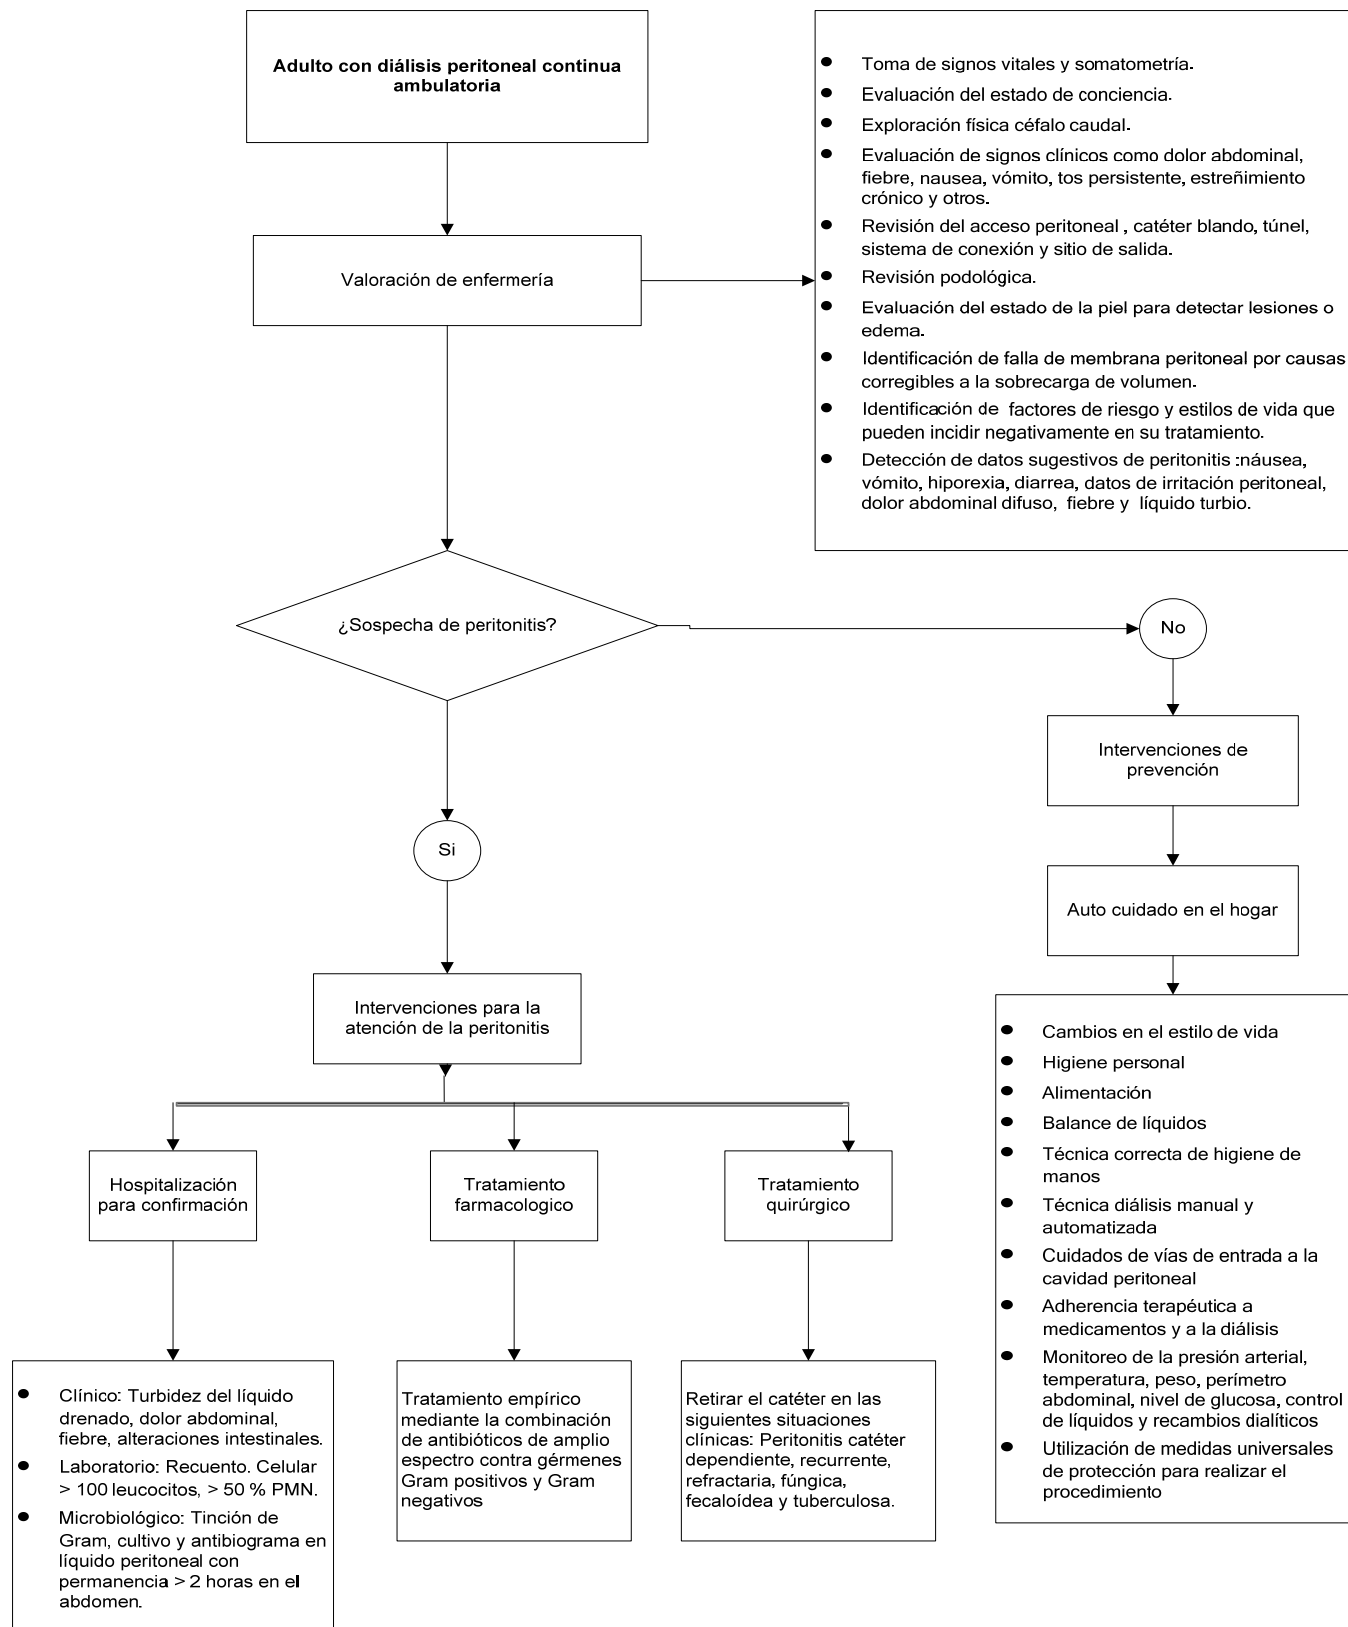 Adulto con diálisis peritoneal continua
ambulatoria
Valoración de enfermería
Toma de signos vitales y somatometría.
Evaluación del estado de conciencia.
Exploración física céfalo caudal.
Evaluación de signos clínicos como dolor abdominal,
fiebre, nausea, vómito, tos persistente, estreñimiento
crónico y otros.
Revisión del acceso peritoneal , catéter blando, túnel,
sistema de conexión y sitio de salida.
Revisión podológica.
Evaluación del estado de la piel para detectar lesiones o
edema.
Identificación de falla de membrana peritoneal por causas
corregibles a la sobrecarga de volumen.
Identificación de factores de riesgo y estilos de vida que
pueden incidir negativamente en su tratamiento.
Detección de datos sugestivos de peritonitis :náusea,
vómito, hiporexia, diarrea, datos de irritación peritoneal,
dolor abdominal difuso, fiebre y líquido turbio.
¿Sospecha de peritonitis?
No
Intervenciones de
prevención
Auto cuidado en el hogar
Cambios en el estilo de vida
Higiene personal
Alimentación
Balance de líquidos
Técnica correcta de higiene de
manos
Técnica diálisis manual y
automatizada
Cuidados de vías de entrada a la
cavidad peritoneal
Adherencia terapéutica a
medicamentos y a la diálisis
Monitoreo de la presión arterial,
temperatura, peso, perímetro
abdominal, nivel de glucosa, control
de líquidos y recambios dialíticos
Utilización de medidas universales
de protección para realizar el
procedimiento
Si
Intervenciones para la
atención de la peritonitis
Hospitalización
para confirmación
Clínico: Turbidez del líquido
drenado, dolor abdominal,
fiebre, alteraciones intestinales.
Laboratorio: Recuento. Celular
> 100 leucocitos, > 50 % PMN.
Microbiológico: Tinción de
Gram, cultivo y antibiograma en
líquido peritoneal con
permanencia > 2 horas en el
abdomen.
Tratamiento
farmacologico
Tratamiento empírico
mediante la combinación
de antibióticos de amplio
espectro contra gérmenes
Gram positivos y Gram
negativos
Tratamiento
quirúrgico
Retirar el catéter en las
siguientes situaciones
clínicas: Peritonitis catéter
dependiente, recurrente,
refractaria, fúngica,
fecaloídea y tuberculosa.